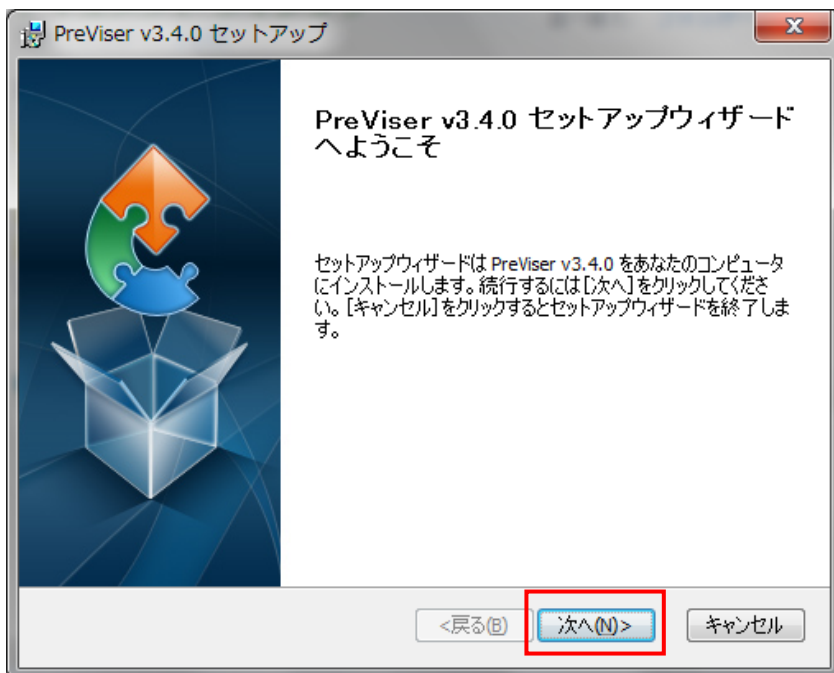 PreViser v3.4.0 セットアップ
PreViser v3.4.0 セットアップウィザード
へようこそ
セットアップウィザードは PreViser v3.4.0 をあなたのコンピュータ
にインストールします。続行するには[次へ]をクリックしてくださ
い。[キャンセル]をクリックするとセットアップウィザードを終了しま
す。
<戻る(B) 次へ(N)> キャンセル